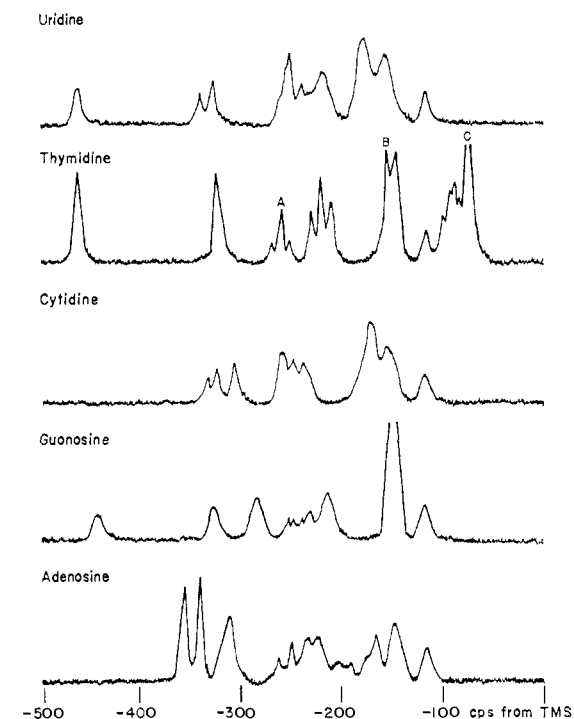 Uridine
Thymidine
A
B
C
Cytidine
Guonosine
Adenosine
-500 -400 -300 -200 -100 cps from TMS